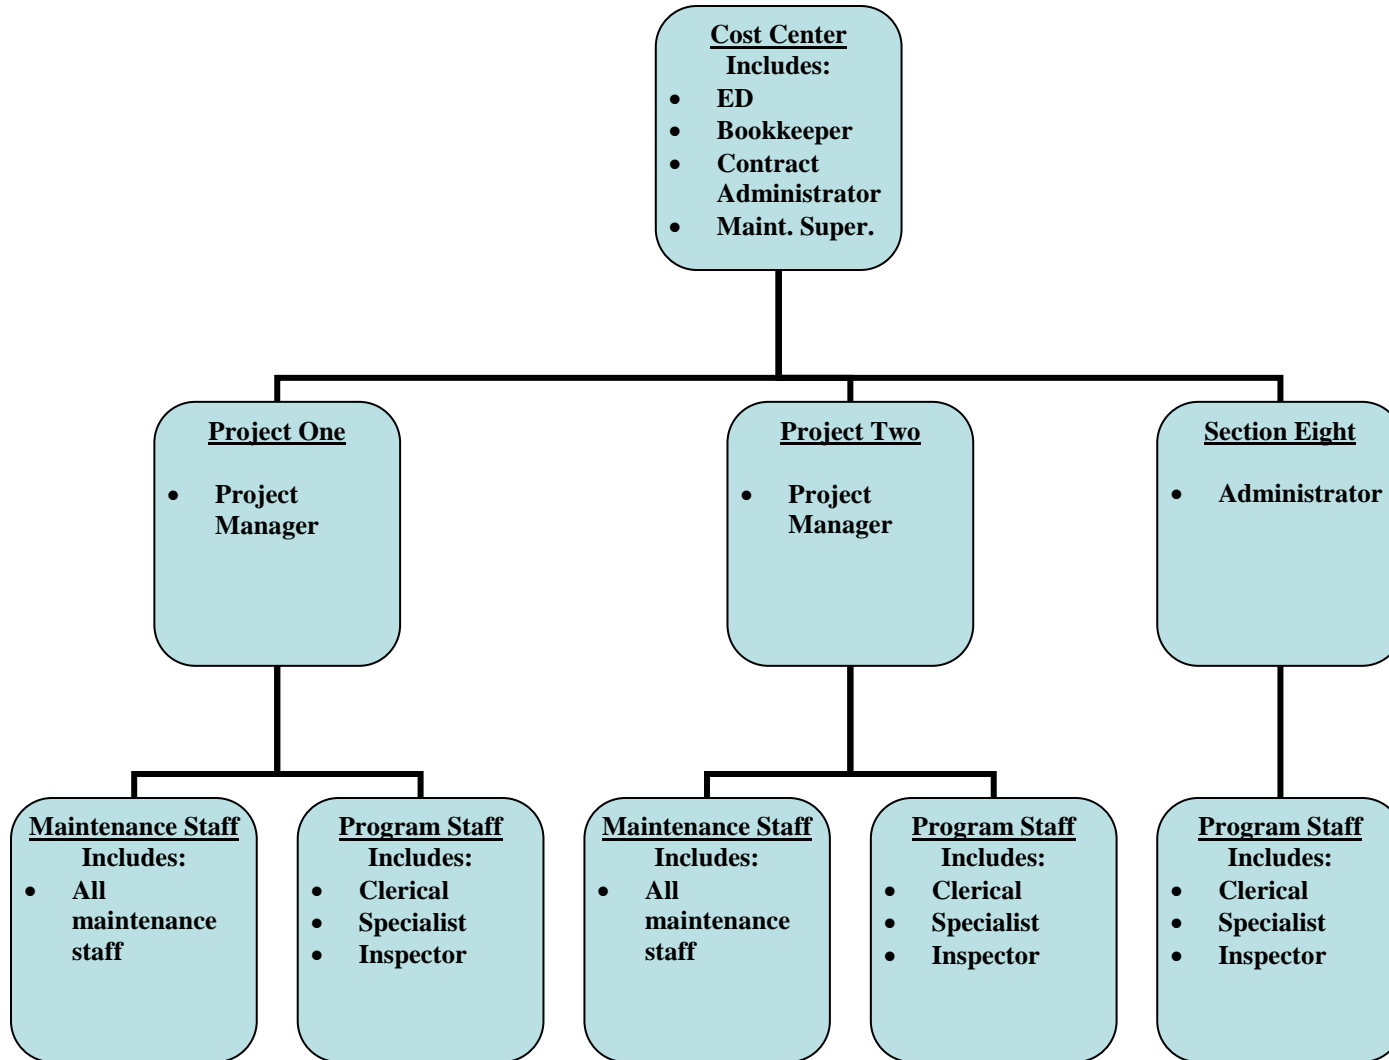 Cost Center
Includes:
• ED
• Bookkeeper
• Contract
Administrator
• Maint. Super.
Project One
• Project
Manager
Project Two
• Project
Manager
Section Eight
• Administrator
Maintenance Staff
Includes:
• All
maintenance
staff
Program Staff
Includes:
• Clerical
• Specialist
• Inspector
Maintenance Staff
Includes:
• All
maintenance
staff
Program Staff
Includes:
• Clerical
• Specialist
• Inspector
Program Staff
Includes:
• Clerical
• Specialist
• Inspector